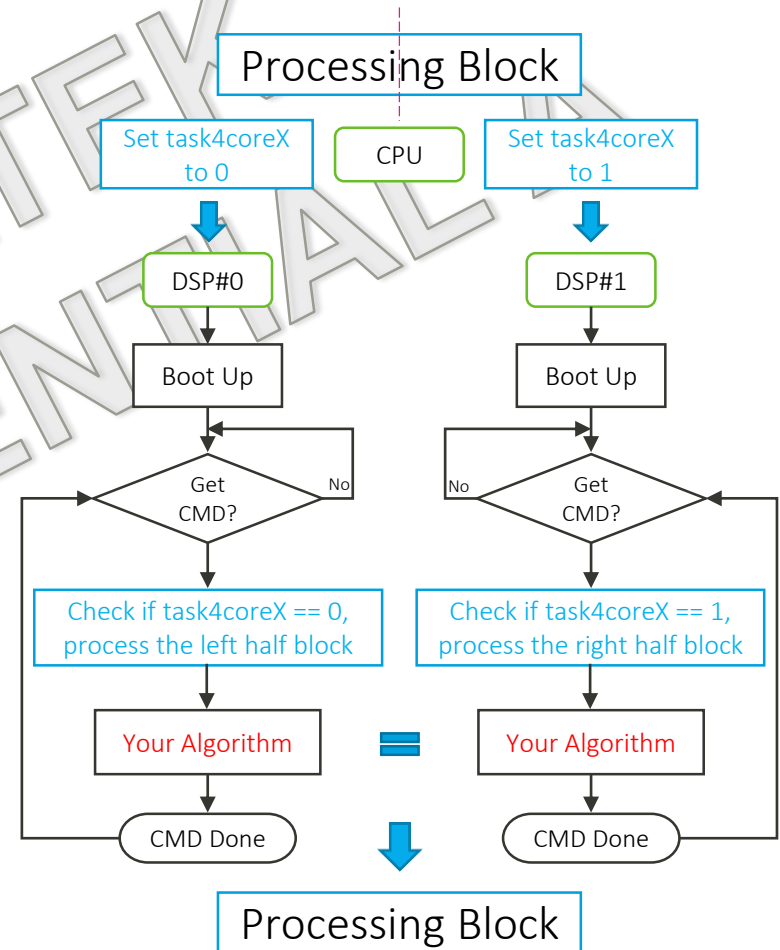 Processing Block
Set task4coreX
to 0
CPU
Set task4coreX
to 1
DSP#0
DSP#1
Boot Up
Boot Up
Get
CMD?
No
No
Get
CMD?
Check if task4coreX == 0,
process the left half block
Check if task4coreX == 1,
process the right half block
Your Algorithm
Your Algorithm
CMD Done
CMD Done
Processing Block